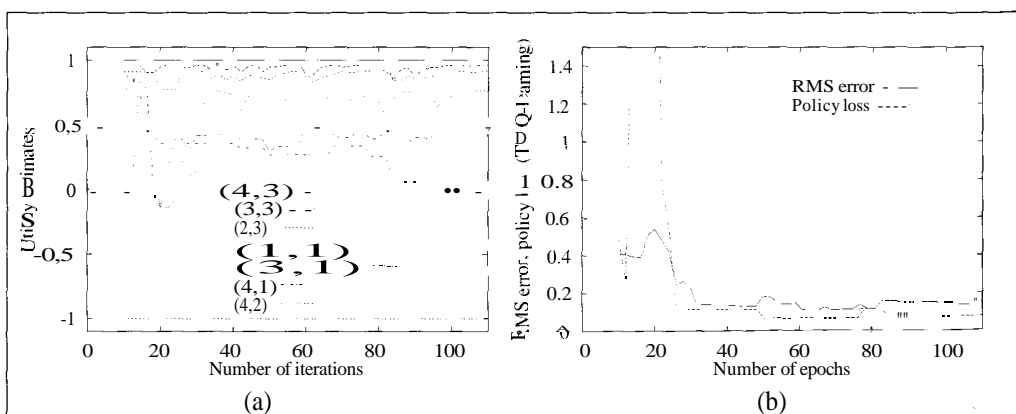 1
0,5
0
-0,5
-1
0 20 40 60 80 100
(4,3)
(3,3)
(2,3)
(1,1)
(3,1)
(4,1)
(4,2)
Number of iterations
(a)
1.4
1.2
1
0.8
0.6
0.4
0.2
0
RMS error
Policy loss
0 20 40 60 80 100
Number of epochs
(b)